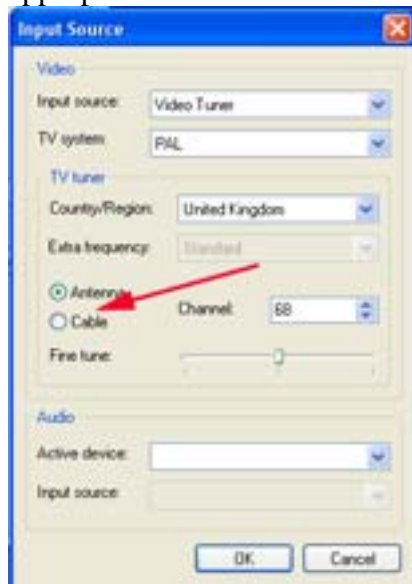 Input Source
Video
Input source: Video Tuner
TV system: PAL
TV tuner
Country/Region: United Kingdom
Extra frequency: Standard
Antenna
Cable
Channel: 68
Fine tune:
Audio
Active device:
Input source:
OK Cancel